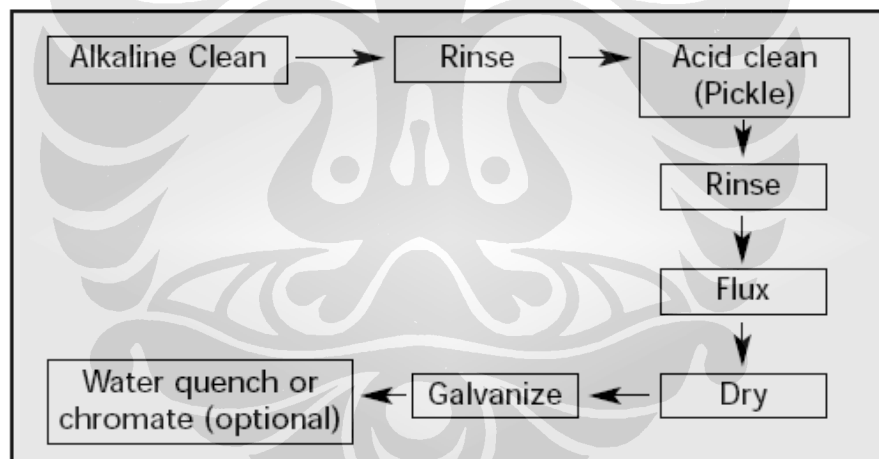 Alkaline Clean
Rinse
Acid clean
(Pickle)
Rinse
Flux
Dry
Galvanize
Water quench or
chromate (optional)